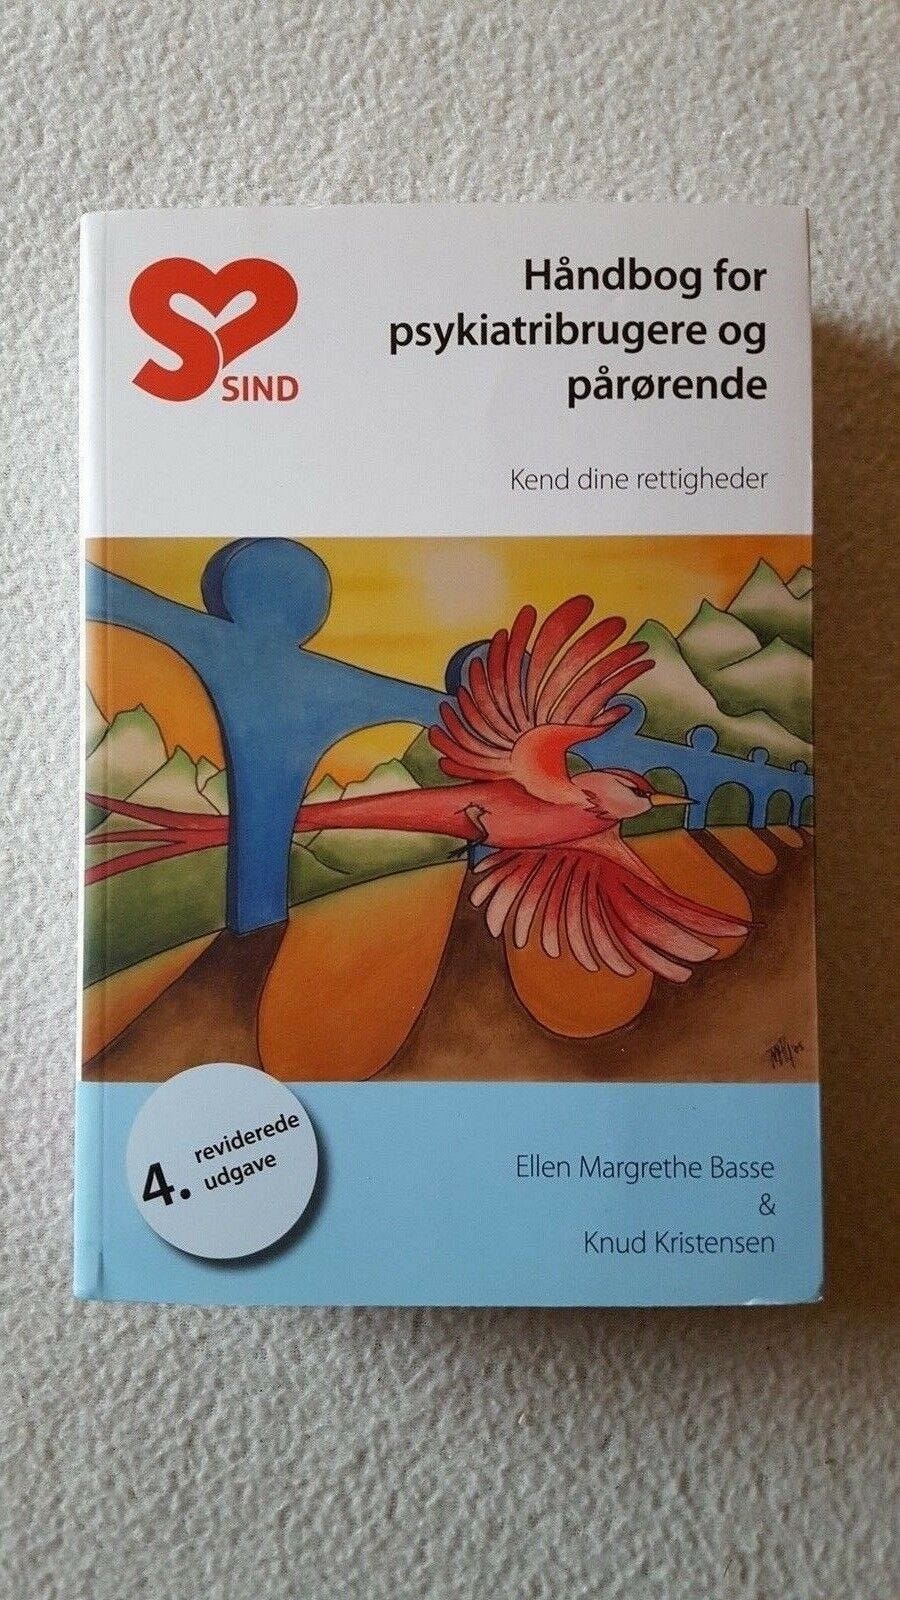 SIND
Håndbog for
psykiatribrugere og
pårørende
Kend dine rettigheder
4. reviderede
udgave
Ellen Margrethe Basse
&
Knud Kristensen